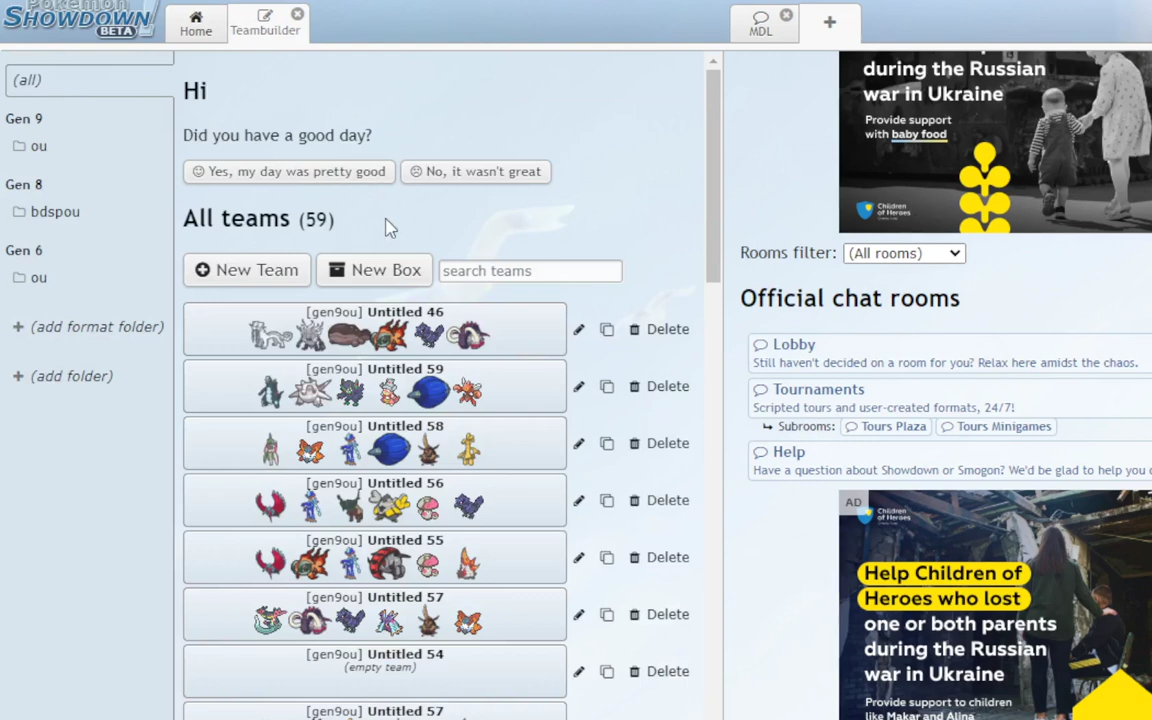 Pokémon
SHOWDOWN
BETA
Home
Teambuilder
MDL
(all)
Gen 9
ou
Gen 8
bdspou
Gen 6
ou
+ (add format folder)
+ (add folder)
Hi
Did you have a good day?
Yes, my day was pretty good
No, it wasn't great
All teams (59)
New Team
New Box
search teams
[gen9ou] Untitled 46
Delete
[gen9ou] Untitled 59
Delete
[gen9ou] Untitled 58
Delete
[gen9ou] Untitled 56
Delete
[gen9ou] Untitled 55
Delete
[gen9ou] Untitled 57
Delete
[gen9ou] Untitled 54
(empty team)
Delete
[gen9ou] Untitled 57
during the Russian
war in Ukraine
Provide support
with baby food
Children
of Heroes
Rooms filter: (All rooms)
Official chat rooms
Lobby
Still haven't decided on a room for you? Relax here amidst the chaos.
Tournaments
Scripted tours and user-created formats, 24/7!
Subrooms: Tours Plaza Tours Minigames
Help
Have a question about Showdown or Smogon? We'd be glad to help you
AD
Children
of Heroes
Help Children of
Heroes who lost
one or both parents
during the Russian
war in Ukraine
Provide support to children
like Makar and Alina